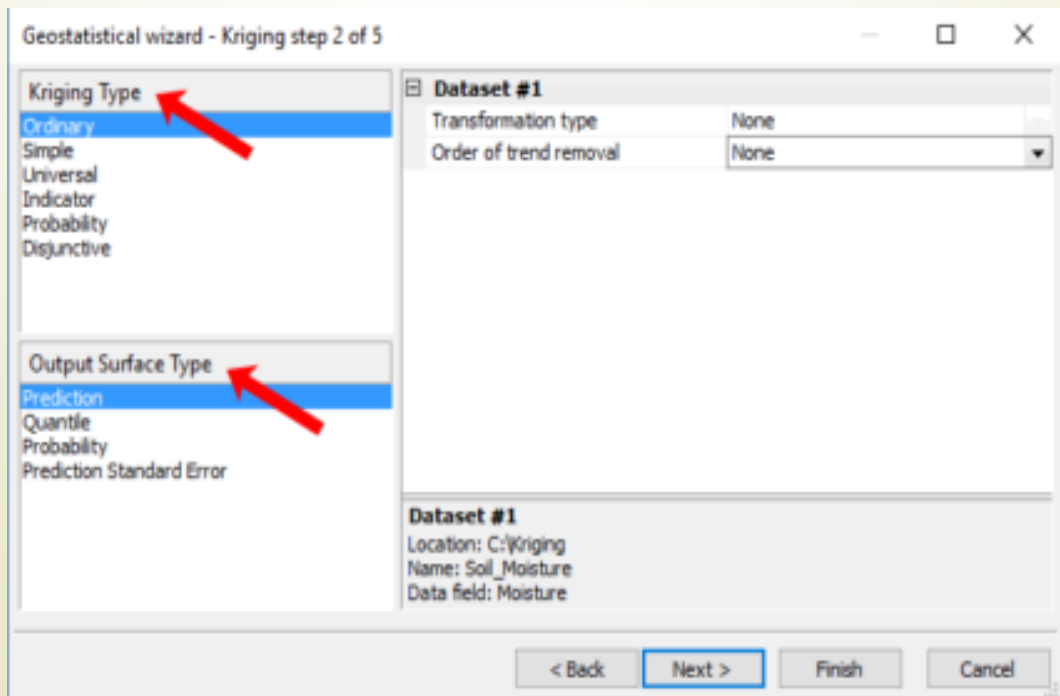 Geostatistical wizard - Kriging step 2 of 5
Kriging Type
Ordinary
Simple
Universal
Indicator
Probability
Disjunctive
Output Surface Type
Prediction
Quantile
Probability
Prediction Standard Error
Dataset #1
Transformation type None
Order of trend removal None
Dataset #1
Location: C:\Kriging
Name: Soil_Moisture
Data field: Moisture
< Back Next > Finish Cancel